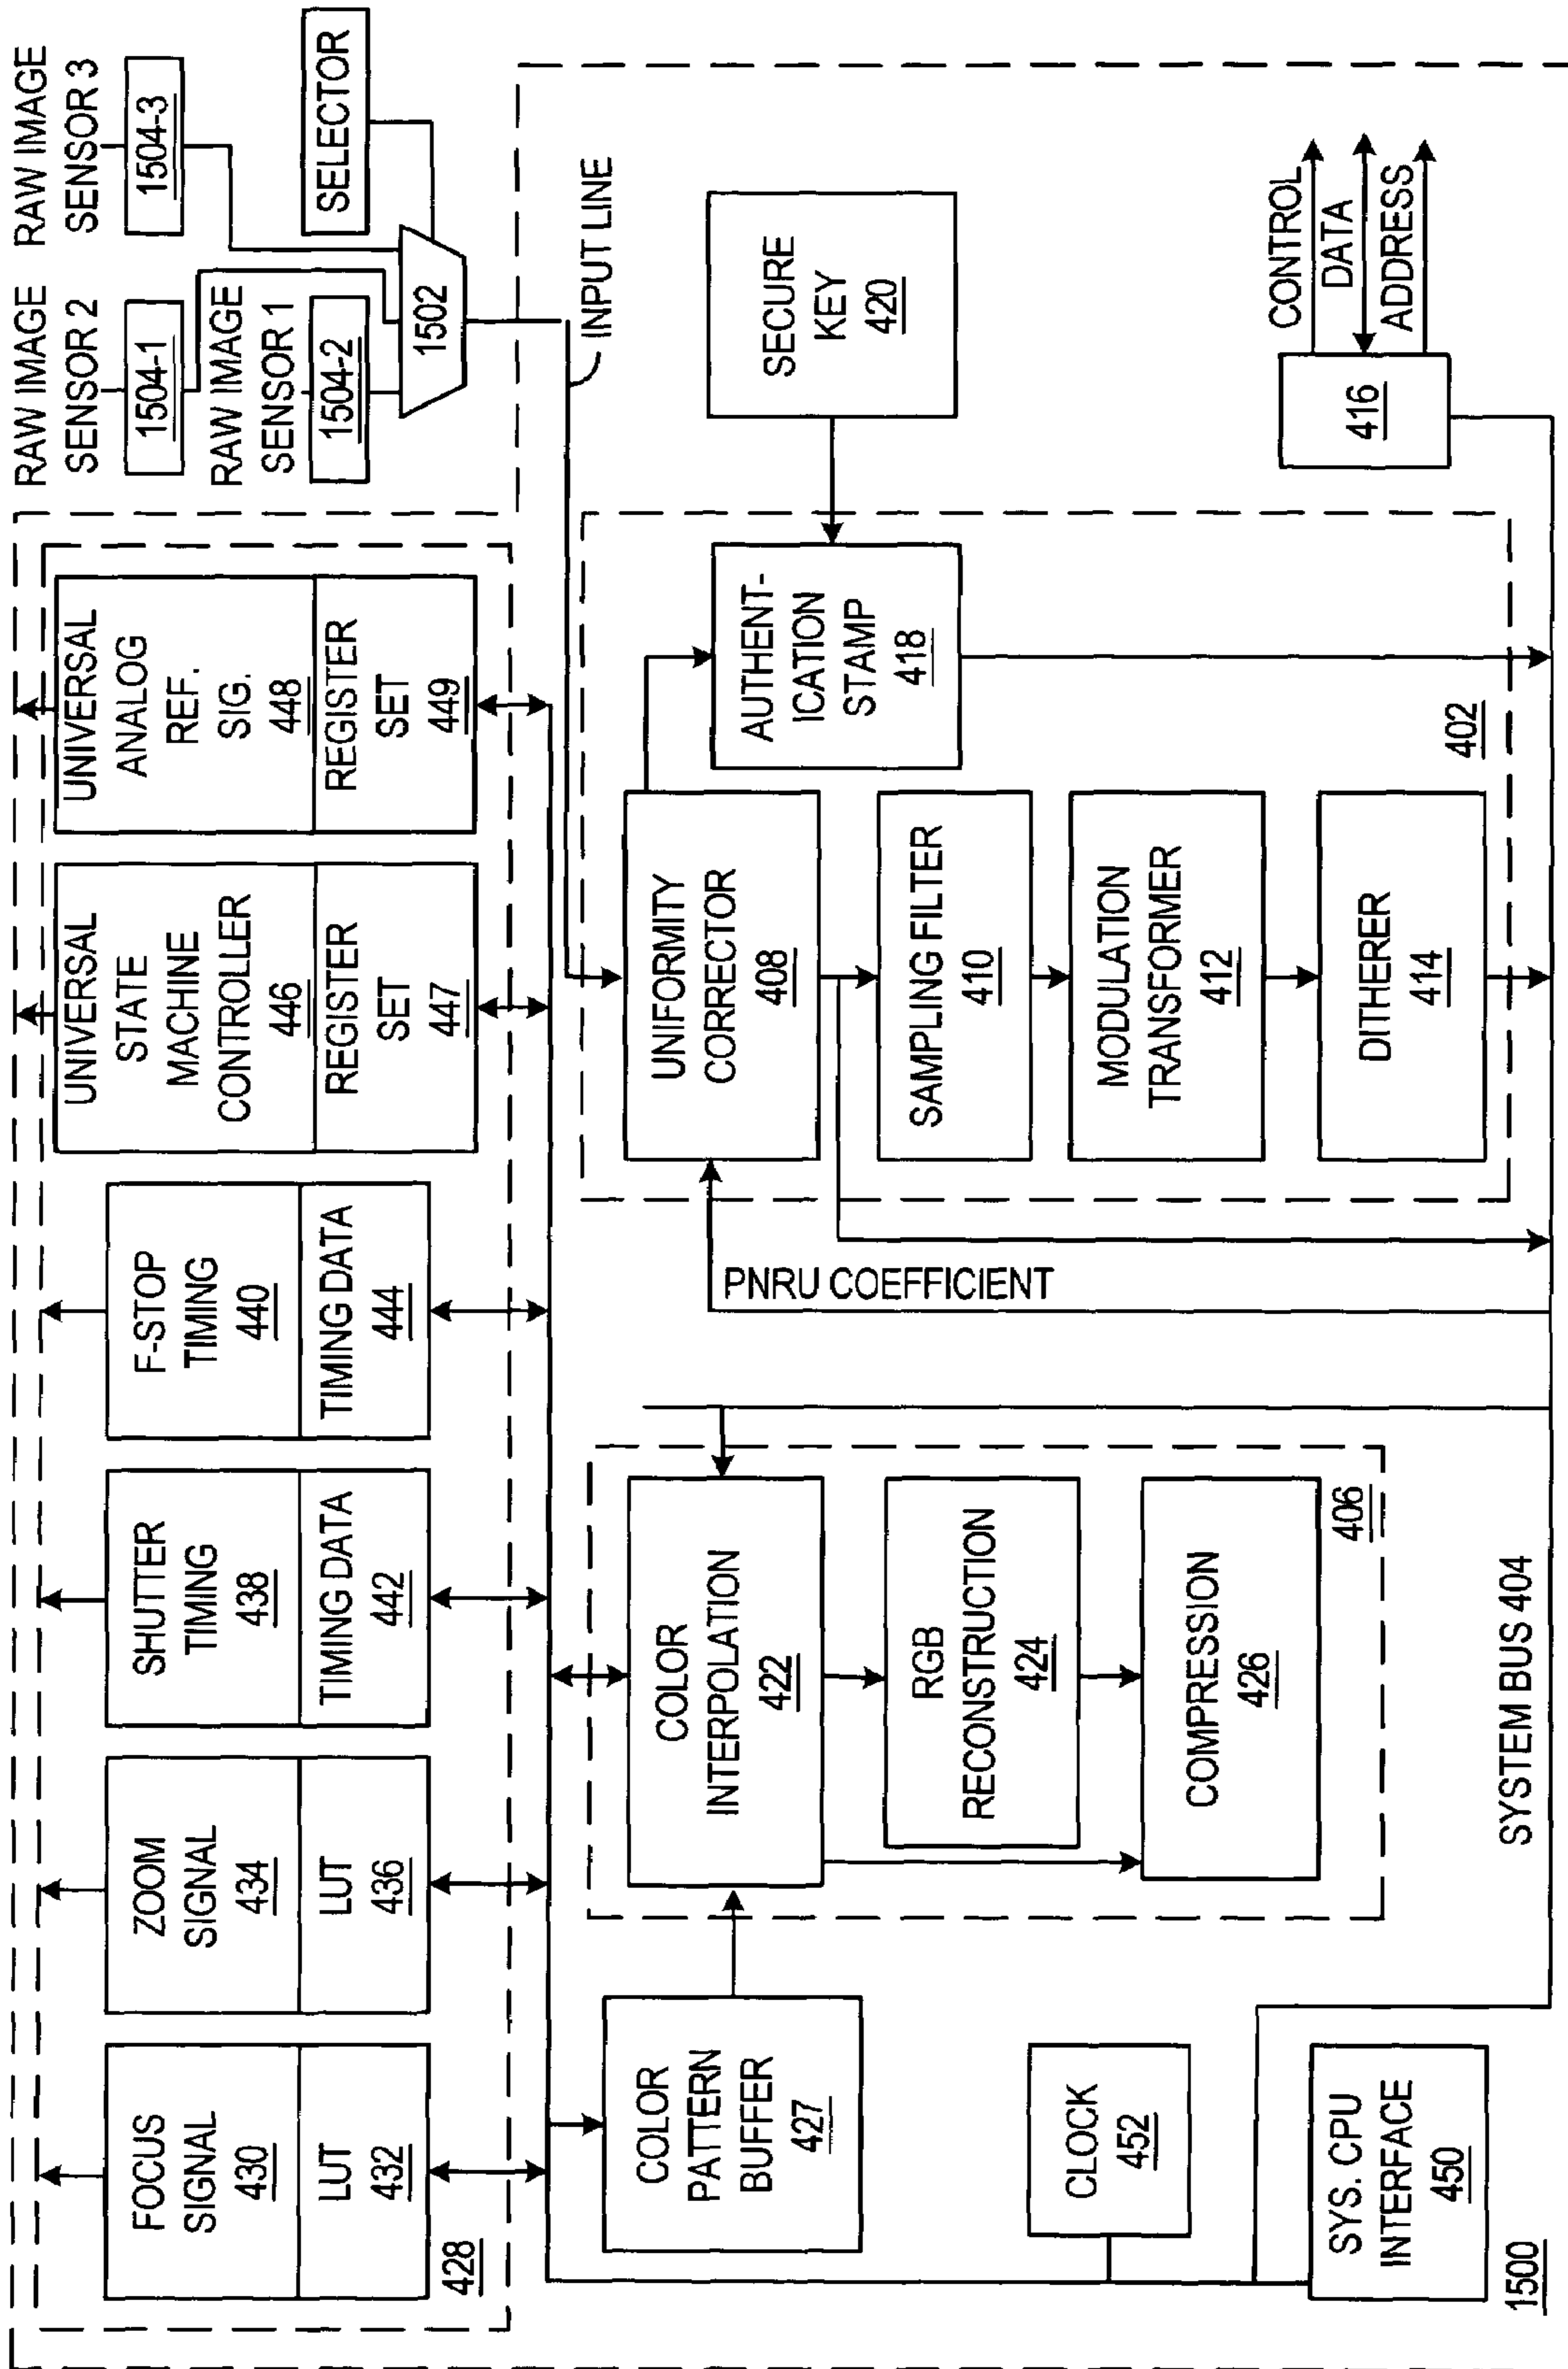 FOCUS
SIGNAL
430
LUT
432
428
ZOOM
SIGNAL
434
LUT
436
SHUTTER
TIMING
438
TIMING DATA
442
F-STOP
TIMING
440
TIMING DATA
444
UNIVERSAL
STATE
MACHINE
CONTROLLER
446
REGISTER
SET
447
UNIVERSAL
ANALOG
REF.
SIG. 448
REGISTER
SET
449
RAW IMAGE
SENSOR 2
1504-1
RAW IMAGE
SENSOR 1
1504-2
RAW IMAGE
SENSOR 3
1504-3
SELECTOR
1502
INPUT LINE
COLOR
PATTERN
BUFFER
427
COLOR
INTERPOLATION
422
RGB
RECONSTRUCTION
424
COMPRESSION
426
406
PNRU COEFFICIENT
UNIFORMITY
CORRECTOR
408
SAMPLING FILTER
410
MODULATION
TRANSFORMER
412
DITHERER
414
AUTHENT-
ICATION
STAMP
418
402
SECURE
KEY
420
CONTROL
DATA
ADDRESS
416
CLOCK
452
SYS. CPU
INTERFACE
450
SYSTEM BUS 404
1500